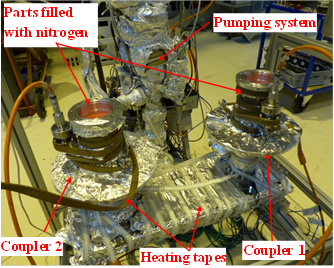 Parts filled
with nitrogen
Pumping system
Coupler 2
Heating tapes
Coupler 1